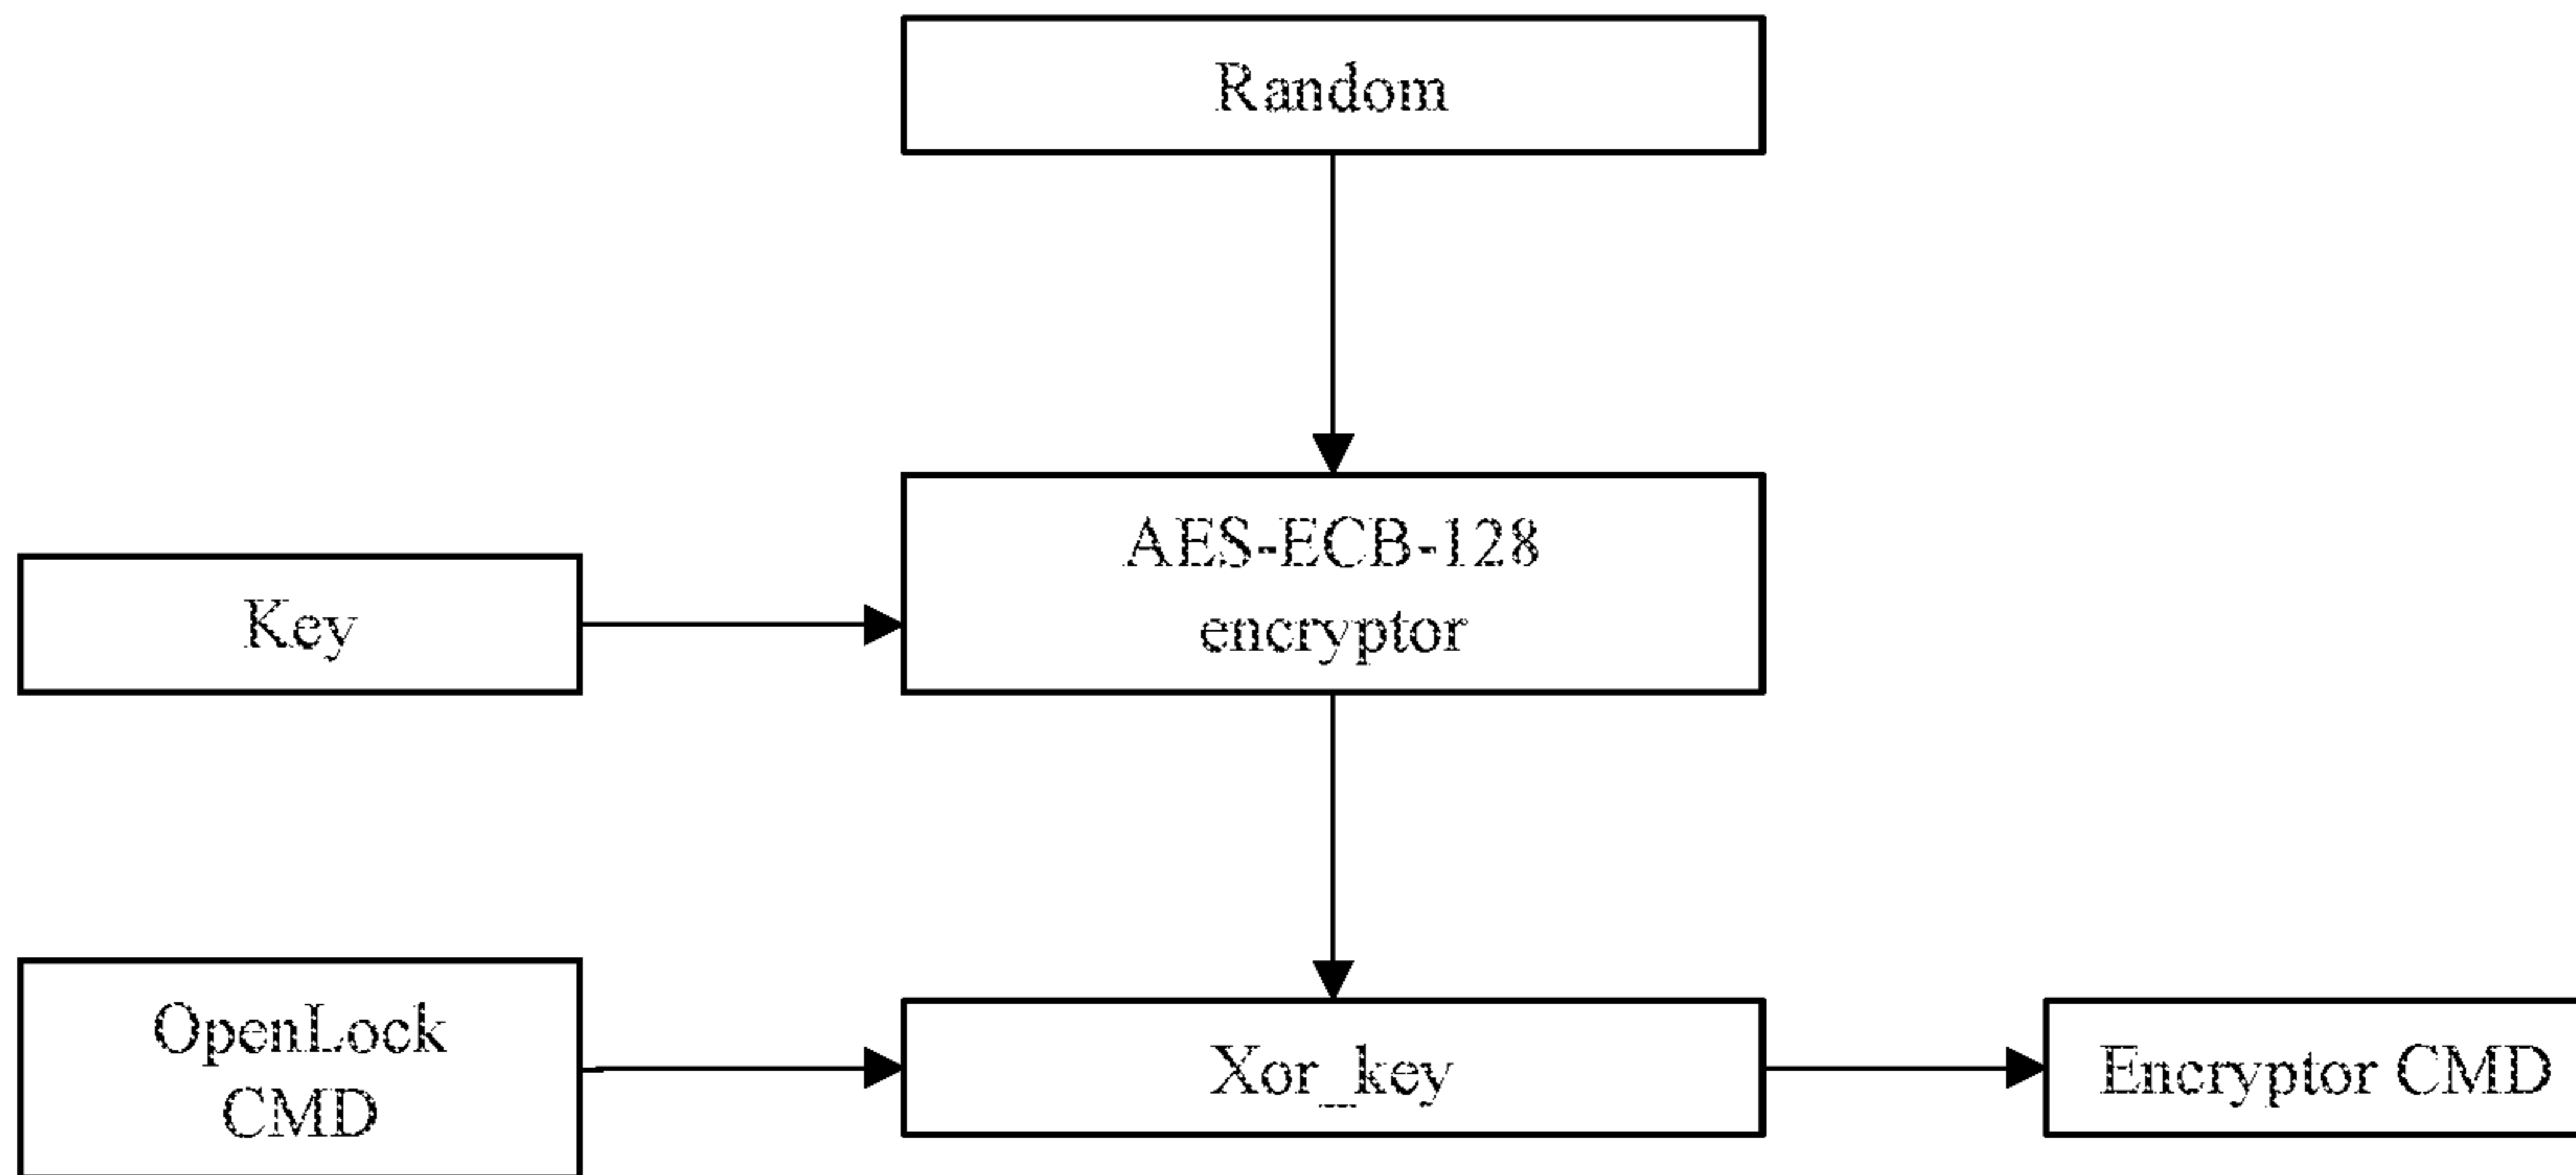 Random
AES-ECB-128
encryptor
Key
OpenLock
CMD
Xor_key
Encryptor CMD